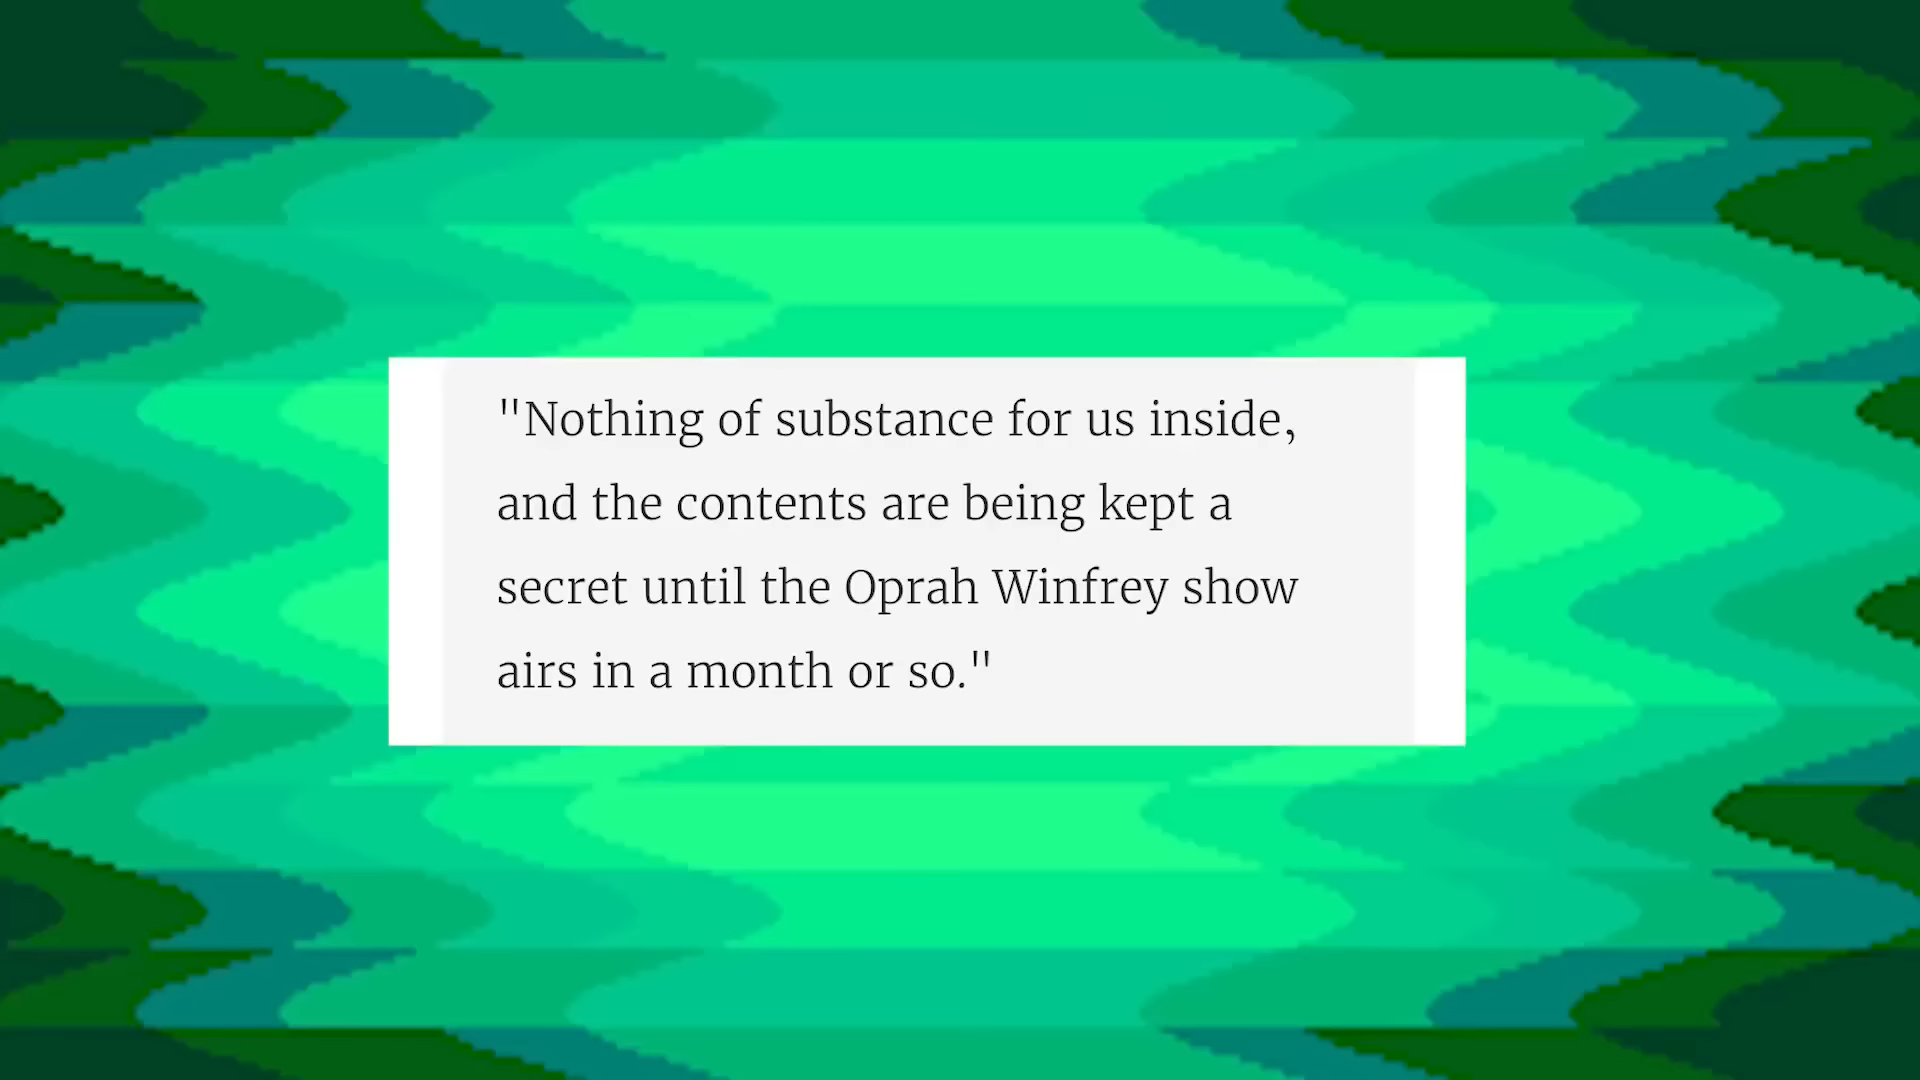 "Nothing of substance for us inside,
and the contents are being kept a
secret until the Oprah Winfrey show
airs in a month or so."